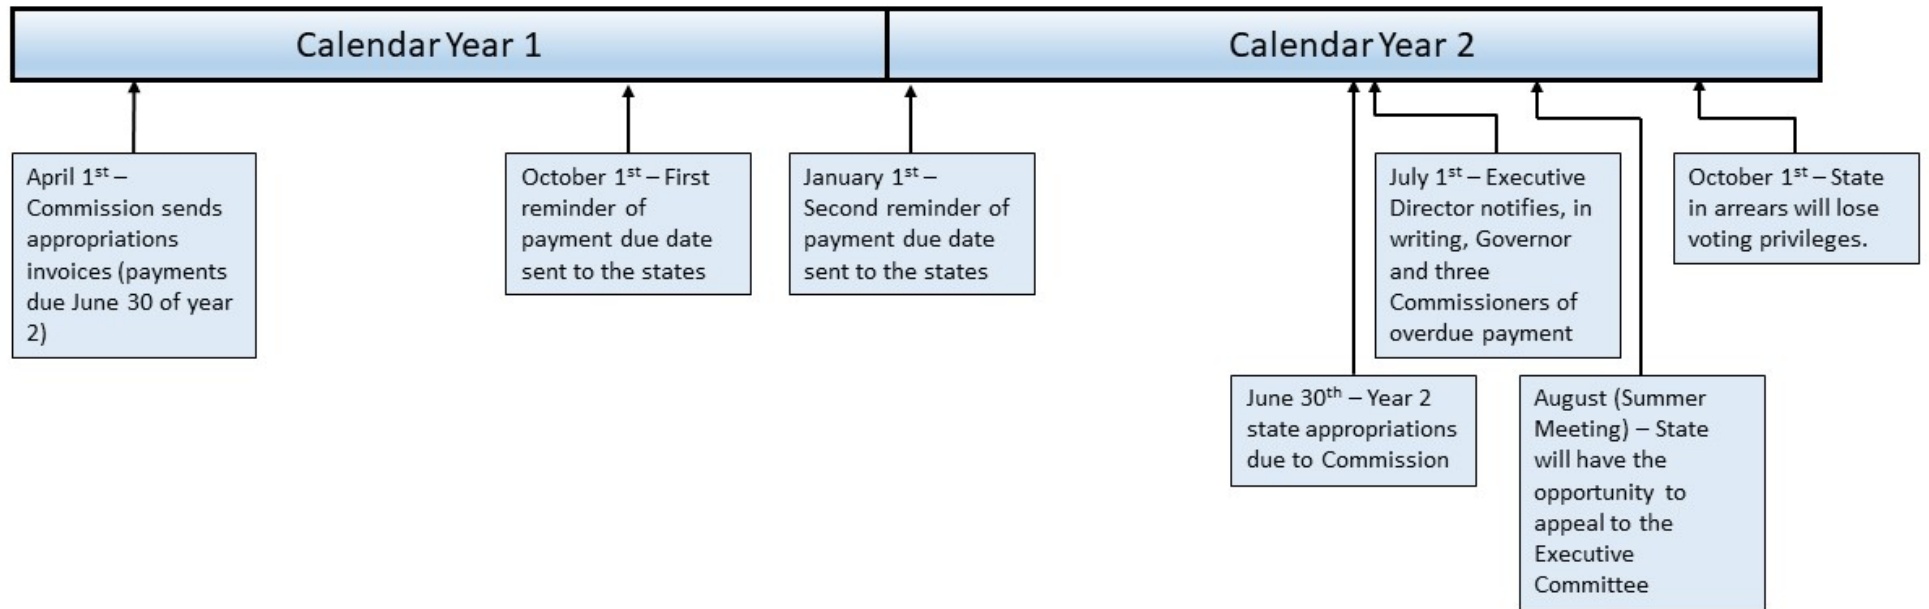 Calendar Year 1
Calendar Year 2
April 1st –
Commission sends
appropriations
invoices (payments
due June 30 of year
2)
October 1st – First
reminder of
payment due date
sent to the states
January 1st –
Second reminder of
payment due date
sent to the states
July 1st – Executive
Director notifies, in
writing, Governor
and three
Commissioners of
overdue payment
October 1st – State
in arrears will lose
voting privileges.
June 30th – Year 2
state appropriations
due to Commission
August (Summer
Meeting) – State
will have the
opportunity to
appeal to the
Executive
Committee